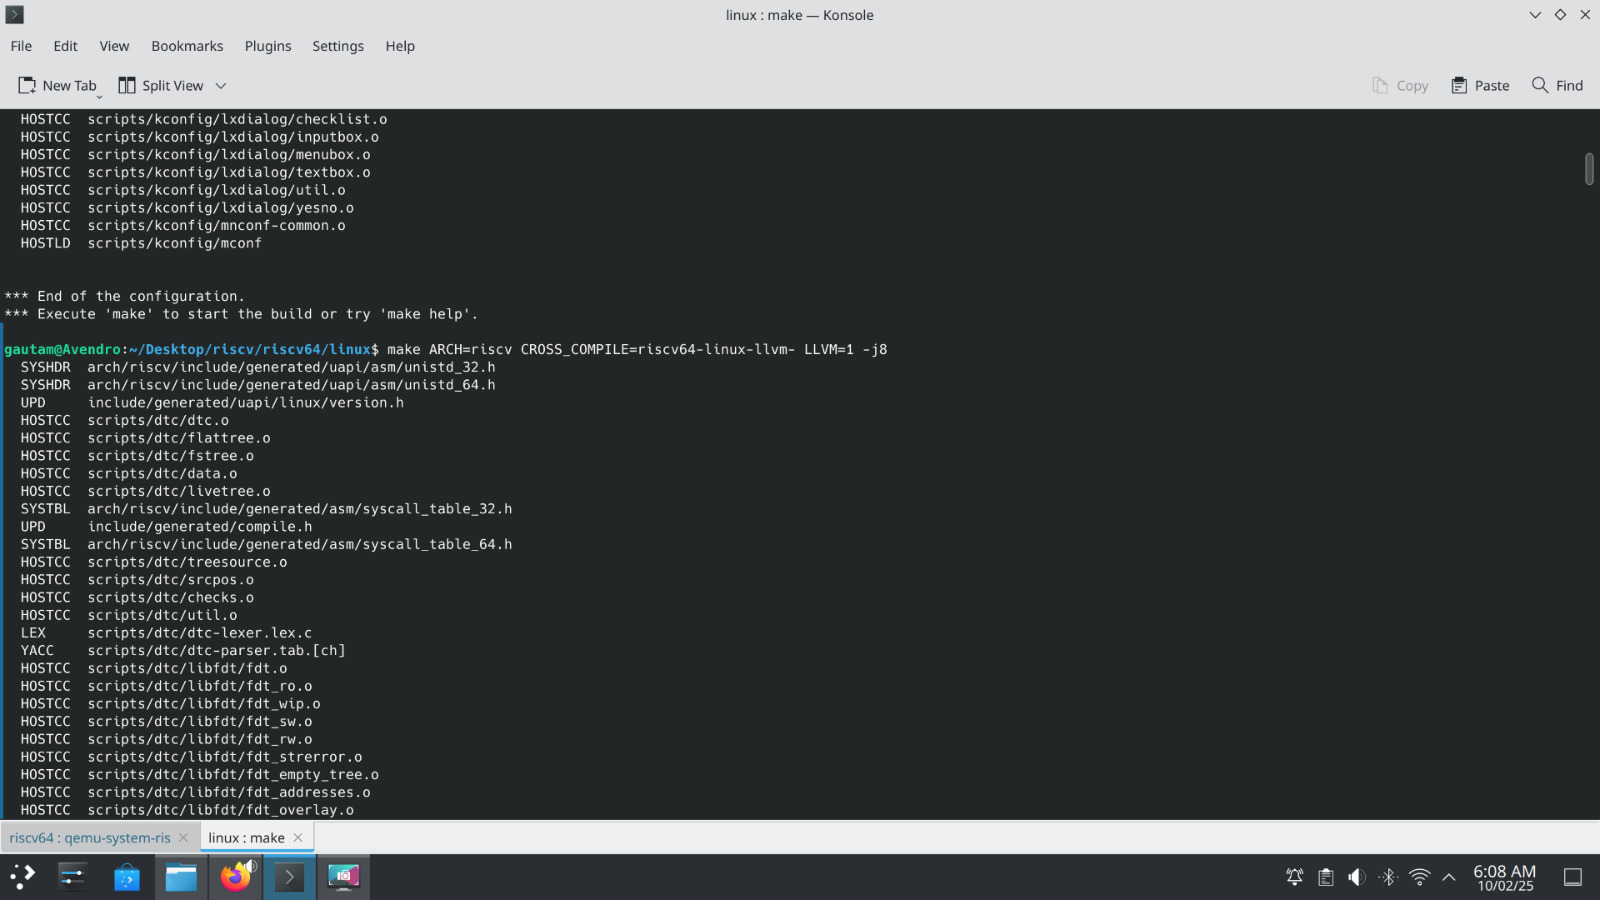 linux : make — Konsole
File Edit View Bookmarks Plugins Settings Help
New Tab Split View Copy Paste Find
HOSTCC  scripts/kconfig/lxdialog/checklist.o
HOSTCC  scripts/kconfig/lxdialog/inputbox.o
HOSTCC  scripts/kconfig/lxdialog/menubox.o
HOSTCC  scripts/kconfig/lxdialog/textbox.o
HOSTCC  scripts/kconfig/lxdialog/util.o
HOSTCC  scripts/kconfig/lxdialog/yesno.o
HOSTCC  scripts/kconfig/mnconf-common.o
HOSTLD  scripts/kconfig/mconf
*** End of the configuration.
*** Execute 'make' to start the build or try 'make help'.
gautam@Avendro:~/Desktop/riscv/riscv64/linux$ make ARCH=riscv CROSS_COMPILE=riscv64-linux-llvm- LLVM=1 -j8
SYSHDR  arch/riscv/include/generated/uapi/asm/unistd_32.h
SYSHDR  arch/riscv/include/generated/uapi/asm/unistd_64.h
UPD     include/generated/uapi/linux/version.h
HOSTCC  scripts/dtc/dtc.o
HOSTCC  scripts/dtc/flattree.o
HOSTCC  scripts/dtc/fstree.o
HOSTCC  scripts/dtc/data.o
HOSTCC  scripts/dtc/livetree.o
SYSTBL  arch/riscv/include/generated/asm/syscall_table_32.h
UPD     include/generated/compile.h
SYSTBL  arch/riscv/include/generated/asm/syscall_table_64.h
HOSTCC  scripts/dtc/treesource.o
HOSTCC  scripts/dtc/srcpos.o
HOSTCC  scripts/dtc/checks.o
HOSTCC  scripts/dtc/util.o
LEX     scripts/dtc/dtc-lexer.lex.c
YACC    scripts/dtc/dtc-parser.tab.[ch]
HOSTCC  scripts/dtc/libfdt/fdt.o
HOSTCC  scripts/dtc/libfdt/fdt_ro.o
HOSTCC  scripts/dtc/libfdt/fdt_wip.o
HOSTCC  scripts/dtc/libfdt/fdt_sw.o
HOSTCC  scripts/dtc/libfdt/fdt_rw.o
HOSTCC  scripts/dtc/libfdt/fdt_strerror.o
HOSTCC  scripts/dtc/libfdt/fdt_empty_tree.o
HOSTCC  scripts/dtc/libfdt/fdt_addresses.o
HOSTCC  scripts/dtc/libfdt/fdt_overlay.o
riscv64 : qemu-system-ris linux : make
6:08 AM
10/02/25